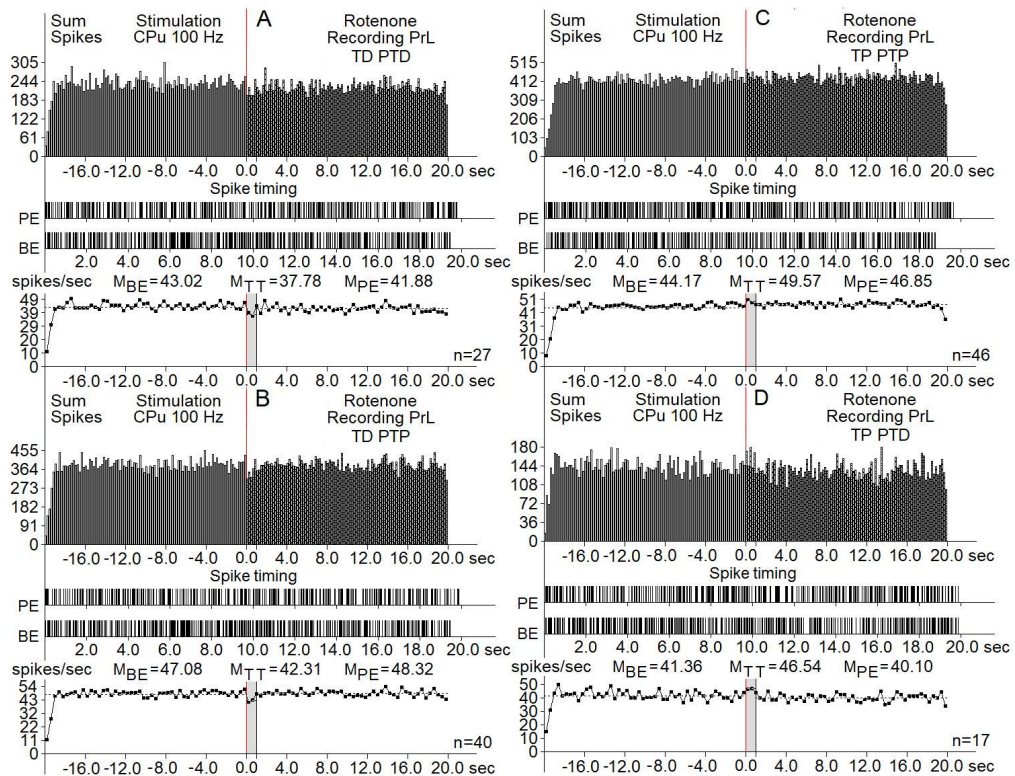 Sum Stimulation A Rotenone
Spikes CPu 100 Hz Recording PrL
TD PTD
305
244
183
122
61
0
-16.0 -12.0 -8.0 -4.0 0.0 4.0 8.0 12.0 16.0 20.0 sec
Spike timing
PE
BE
0.0 2.0 4.0 6.0 8.0 10.0 12.0 14.0 16.0 18.0 20.0 sec
spikes/sec MBE=43.02 MTT=37.78 MPE=41.88
49
39
29
20
10
0
n=27
-16.0 -12.0 -8.0 -4.0 0.0 4.0 8.0 12.0 16.0 20.0 sec
Sum Stimulation B Rotenone
Spikes CPu 100 Hz Recording PrL
TD PTP
455
364
273
182
91
0
-16.0 -12.0 -8.0 -4.0 0.0 4.0 8.0 12.0 16.0 20.0 sec
Spike timing
PE
BE
0.0 2.0 4.0 6.0 8.0 10.0 12.0 14.0 16.0 18.0 20.0 sec
spikes/sec MBE=47.08 MTT=42.31 MPE=48.32
54
43
32
22
11
0
n=40
-16.0 -12.0 -8.0 -4.0 0.0 4.0 8.0 12.0 16.0 20.0 sec
Sum Stimulation C Rotenone
Spikes CPu 100 Hz Recording PrL
TP PTP
515
412
309
206
103
0
-16.0 -12.0 -8.0 -4.0 0.0 4.0 8.0 12.0 16.0 20.0 sec
Spike timing
PE
BE
0.0 2.0 4.0 6.0 8.0 10.0 12.0 14.0 16.0 18.0 20.0 sec
spikes/sec MBE=44.17 MTT=49.57 MPE=46.85
51
41
31
21
10
0
n=46
-16.0 -12.0 -8.0 -4.0 0.0 4.0 8.0 12.0 16.0 20.0 sec
Sum Stimulation D Rotenone
Spikes CPu 100 Hz Recording PrL
TP PTD
180
144
108
72
36
0
-16.0 -12.0 -8.0 -4.0 0.0 4.0 8.0 12.0 16.0 20.0 sec
Spike timing
PE
BE
0.0 2.0 4.0 6.0 8.0 10.0 12.0 14.0 16.0 18.0 20.0 sec
spikes/sec MBE=41.36 MTT=46.54 MPE=40.10
50
40
30
20
10
0
n=17
-16.0 -12.0 -8.0 -4.0 0.0 4.0 8.0 12.0 16.0 20.0 sec